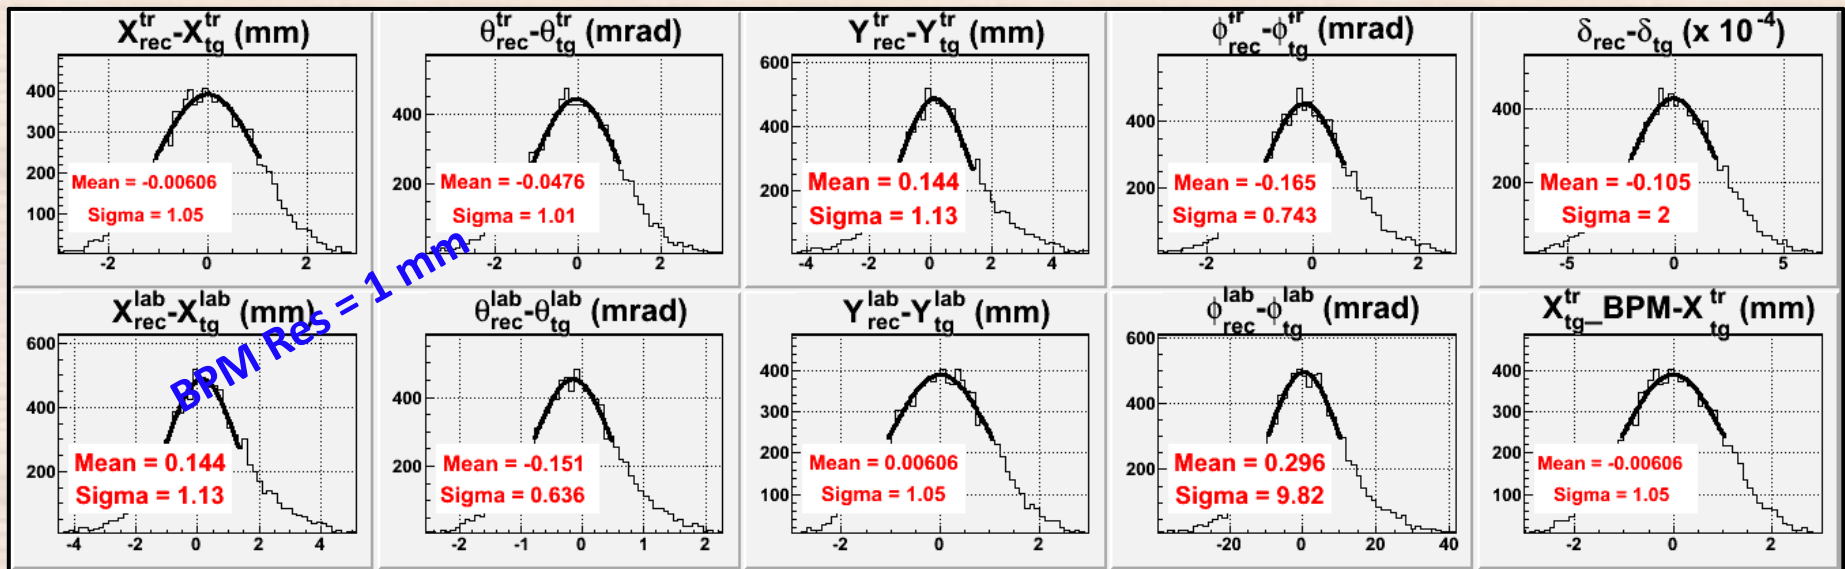 X^tr_rec-X^tr_tg (mm)
400
300
200
100
Mean = -0.00606
Sigma = 1.05
-2 0 2
θ^tr_rec-θ^tr_tg (mrad)
400
200
Mean = -0.0476
Sigma = 1.01
-2 0 2
Y^tr_rec-Y^tr_tg (mm)
600
400
200
Mean = 0.144
Sigma = 1.13
-4 -2 0 2 4
ϕ^tr_rec-ϕ^tr_tg (mrad)
400
200
Mean = -0.165
Sigma = 0.743
-2 0 2
δ_rec-δ_tg (x 10^-4)
400
200
Mean = -0.105
Sigma = 2
-5 0 5
BPM Res = 1 mm
X^lab_rec-X^lab_tg (mm)
600
400
200
Mean = 0.144
Sigma = 1.13
-4 -2 0 2 4
θ^lab_rec-θ^lab_tg (mrad)
400
200
Mean = -0.151
Sigma = 0.636
-2 -1 0 1 2
Y^lab_rec-Y^lab_tg (mm)
400
300
200
100
Mean = 0.00606
Sigma = 1.05
-2 0 2
ϕ^lab_rec-ϕ^lab_tg (mrad)
600
400
200
Mean = 0.296
Sigma = 9.82
-20 0 20 40
X^tr_tg_BPM-X^tr_tg (mm)
400
300
200
100
Mean = -0.00606
Sigma = 1.05
-2 0 2